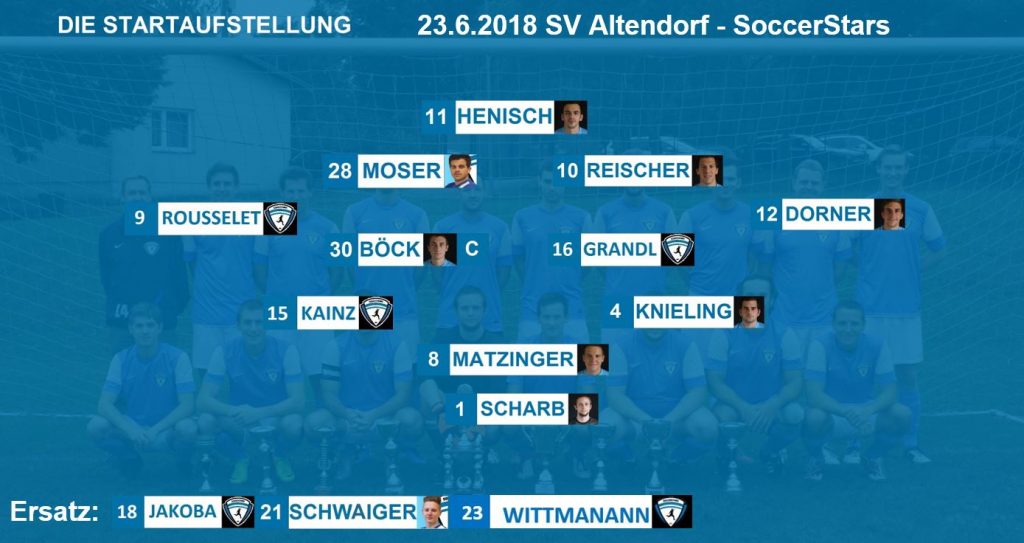 DIE STARTAUFSTELLUNG 23.6.2018 SV Altendorf - SoccerStars
11 HENISCH
28 MOSER 10 REISCHER
9 ROUSSELET 12 DORNER
30 BÖCK C 16 GRANDL
15 KAINZ 4 KNIELING
8 MATZINGER
1 SCHARB
Ersatz: 18 JAKOBA 21 SCHWAIGER 23 WITTMANANN